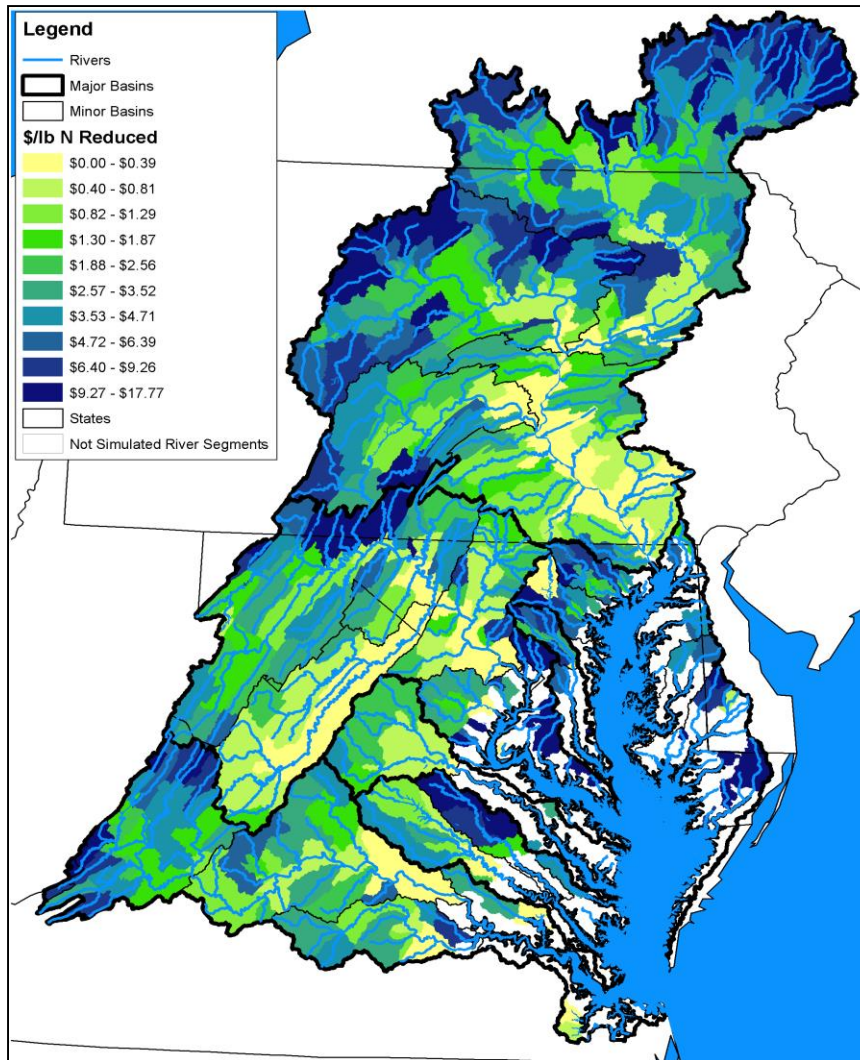 Legend
Rivers
Major Basins
Minor Basins
$/lb N Reduced
$0.00 - $0.39
$0.40 - $0.81
$0.82 - $1.29
$1.30 - $1.87
$1.88 - $2.56
$2.57 - $3.52
$3.53 - $4.71
$4.72 - $6.39
$6.40 - $9.26
$9.27 - $17.77
States
Not Simulated River Segments